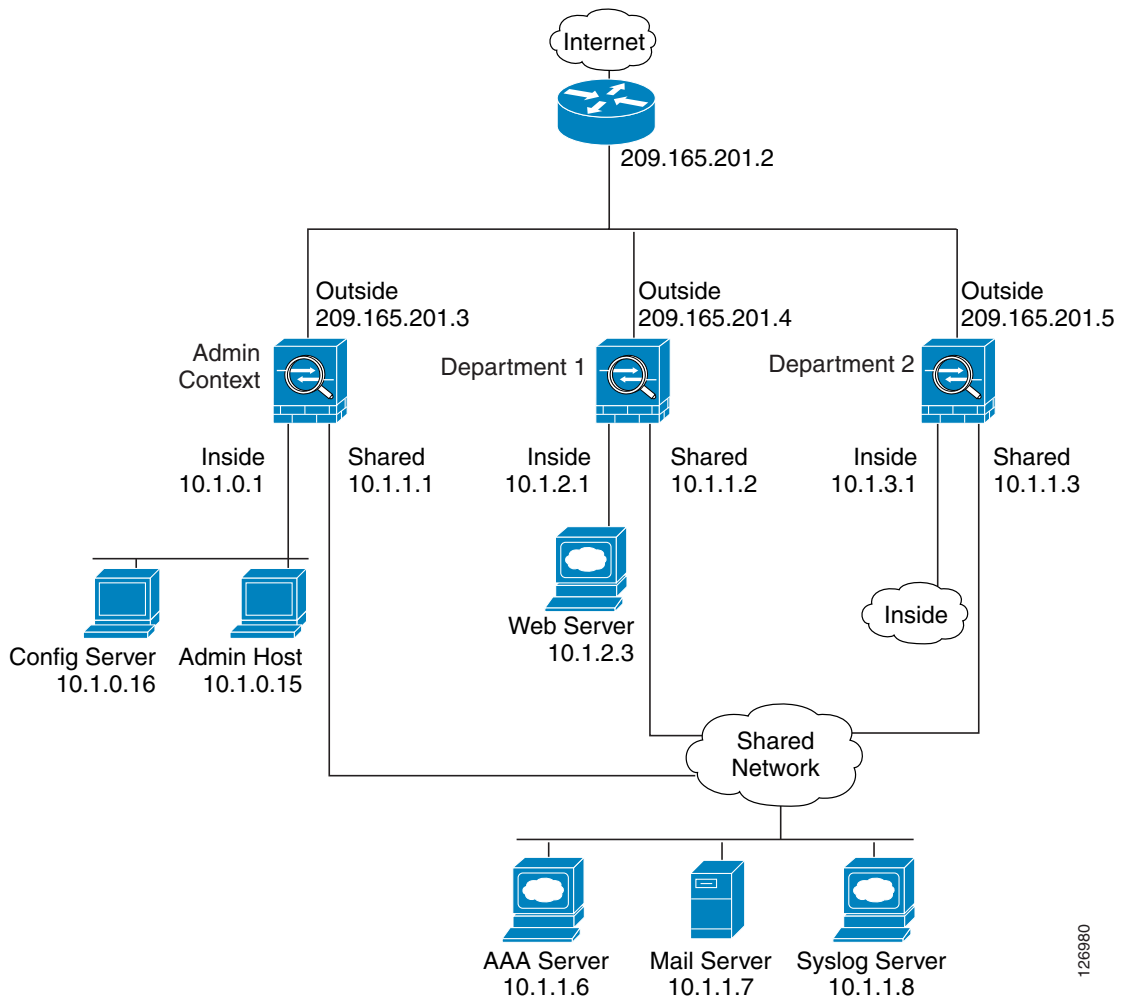 Internet
209.165.201.2
Outside
209.165.201.3
Outside
209.165.201.4
Outside
209.165.201.5
Admin
Context
Department 1
Department 2
Inside
10.1.0.1
Shared
10.1.1.1
Inside
10.1.2.1
Shared
10.1.1.2
Inside
10.1.3.1
Shared
10.1.1.3
Config Server
10.1.0.16
Admin Host
10.1.0.15
Web Server
10.1.2.3
Inside
Shared
Network
AAA Server
10.1.1.6
Mail Server
10.1.1.7
Syslog Server
10.1.1.8
126980